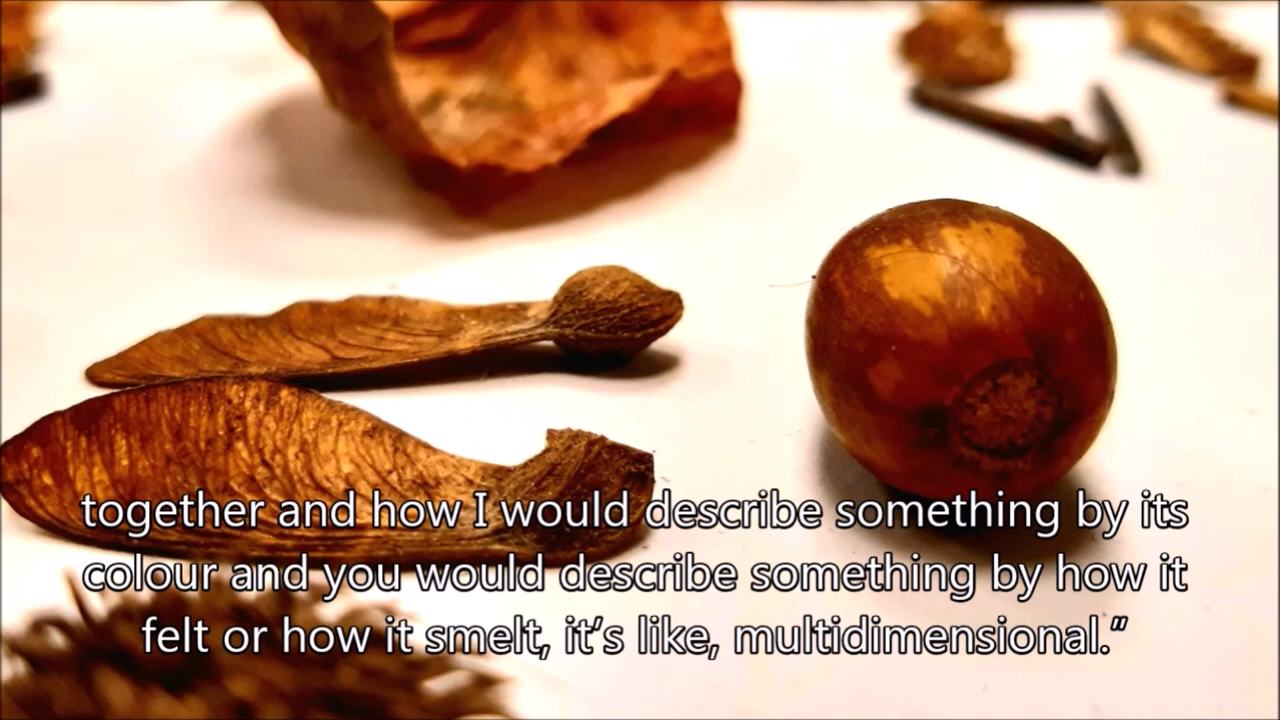 together and how I would describe something by its
colour and you would describe something by how it
felt or how it smelt, it’s like, multidimensional.”